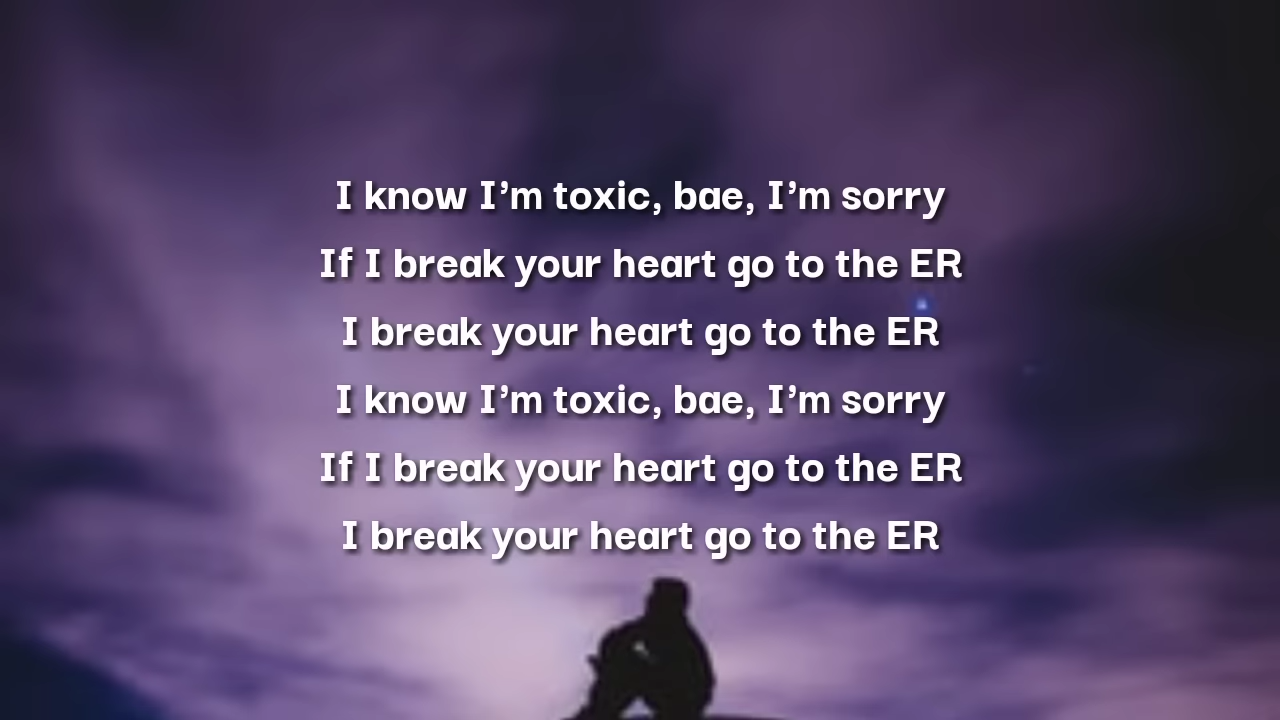 I know I’m toxic, bae, I’m sorry
If I break your heart go to the ER
I break your heart go to the ER
I know I’m toxic, bae, I’m sorry
If I break your heart go to the ER
I break your heart go to the ER